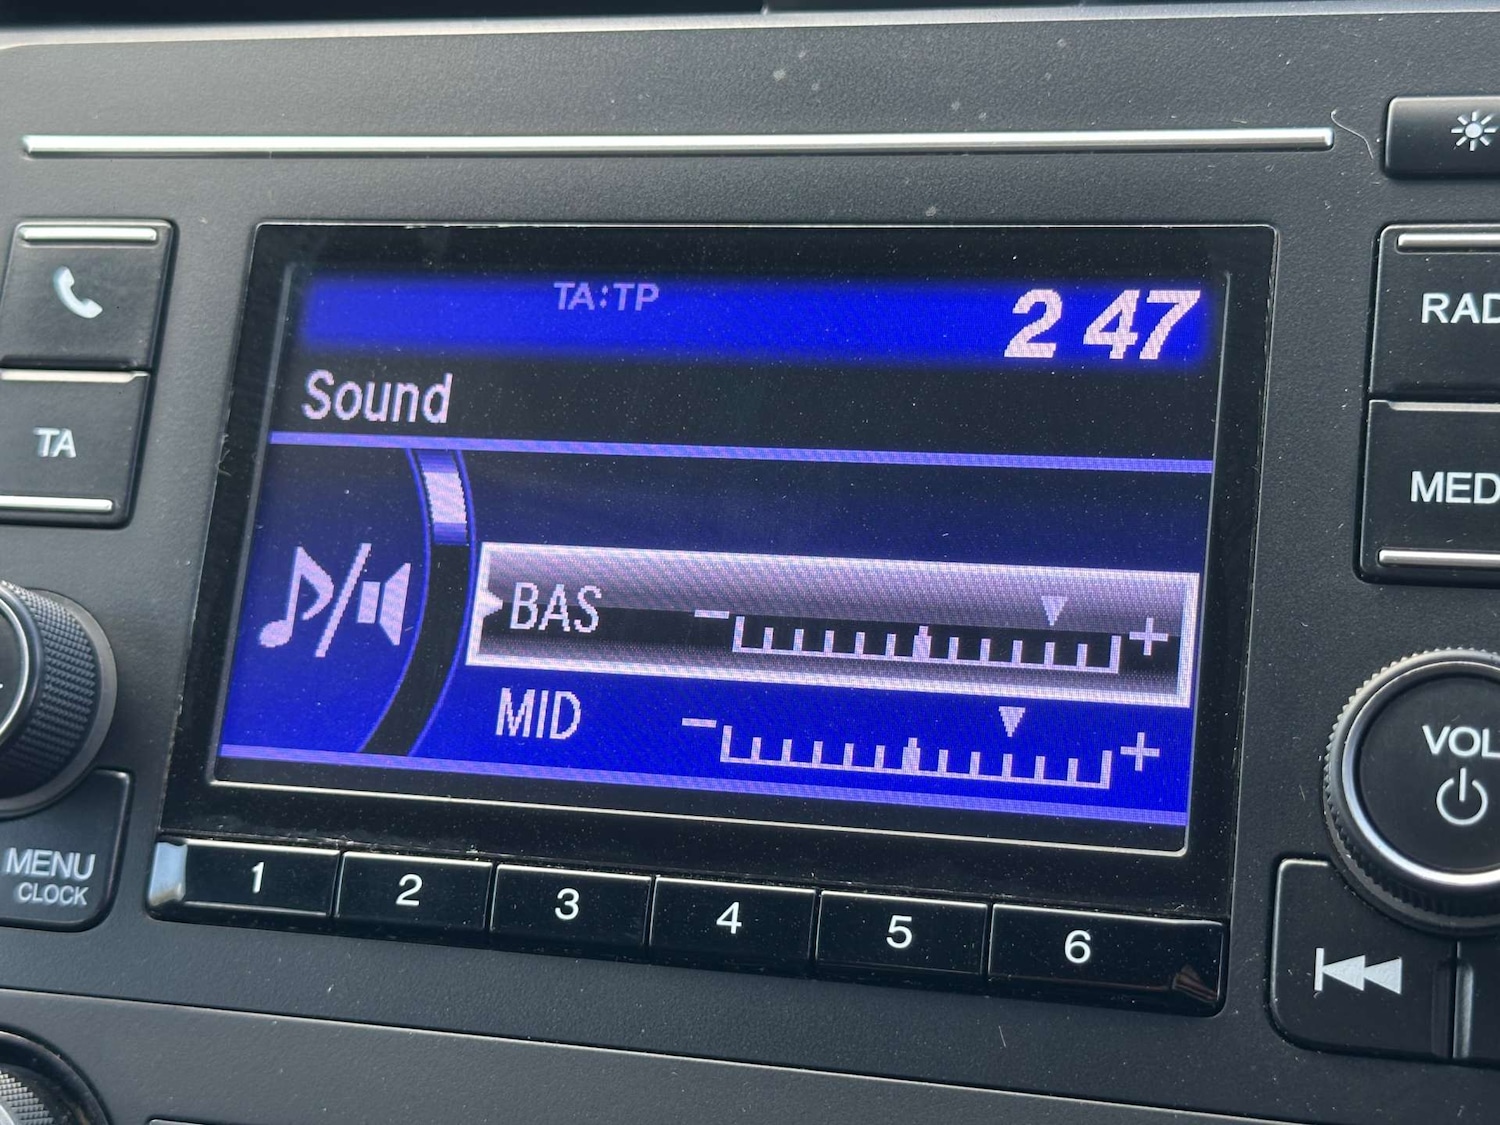 TA:TP
2 47
Sound
BAS
- +
MID
- +
TA
RAD
MED
VOL
MENU
CLOCK
1 2 3 4 5 6